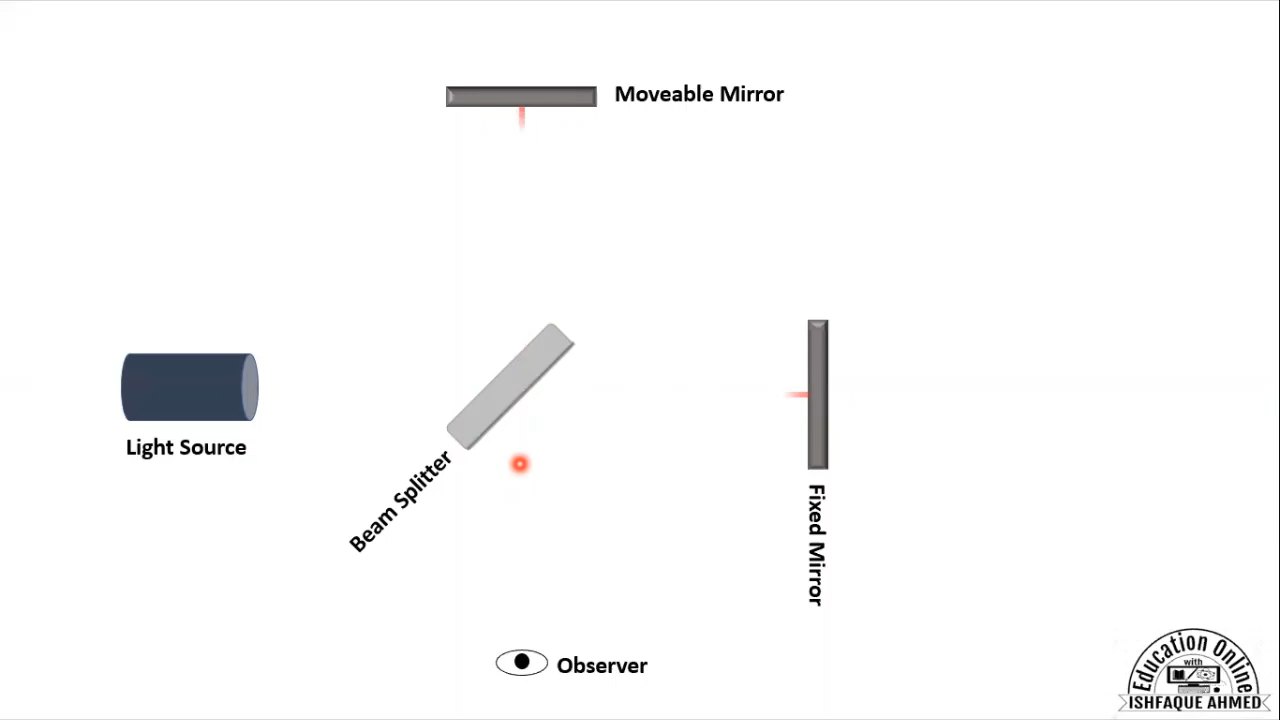 Moveable Mirror
Light Source
Beam Splitter
Fixed Mirror
Observer
Education Online
with
ISHFAQUE AHMED